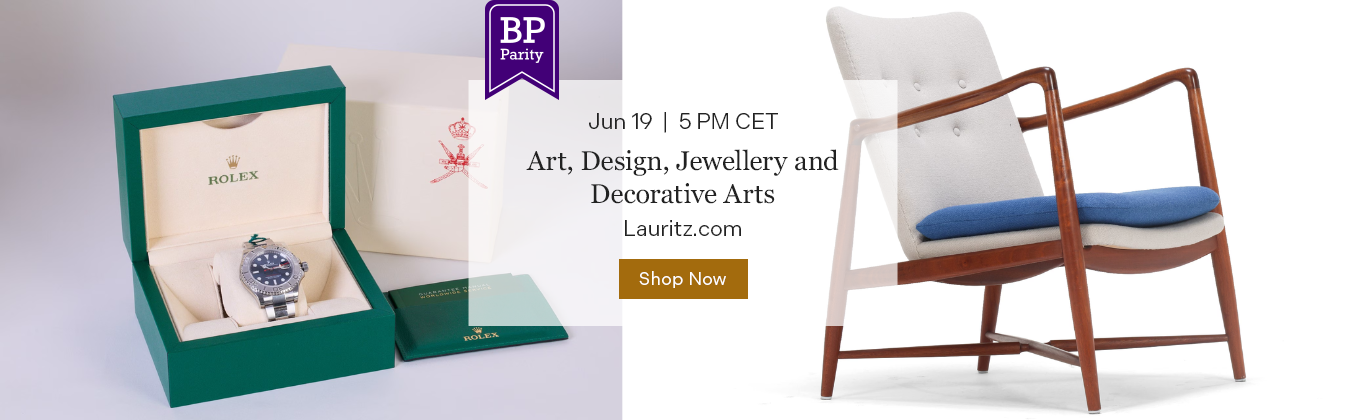 BP
Parity
Jun 19 | 5 PM CET
Art, Design, Jewellery and
Decorative Arts
Lauritz.com
Shop Now
ROLEX
ROLEX